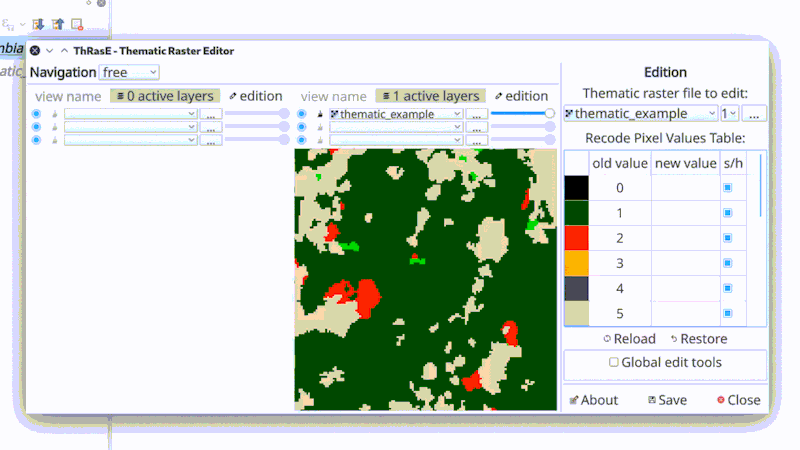 ThRasE - Thematic Raster Editor
Navigation free
view name 0 active layers edition
view name 1 active layers edition
...
thematic_example ...
...
...
...
...
Edition
Thematic raster file to edit:
thematic_example 1 ...
Recode Pixel Values Table:
old value new value s/h
0
1
2
3
4
5
Reload Restore
Global edit tools
About Save Close